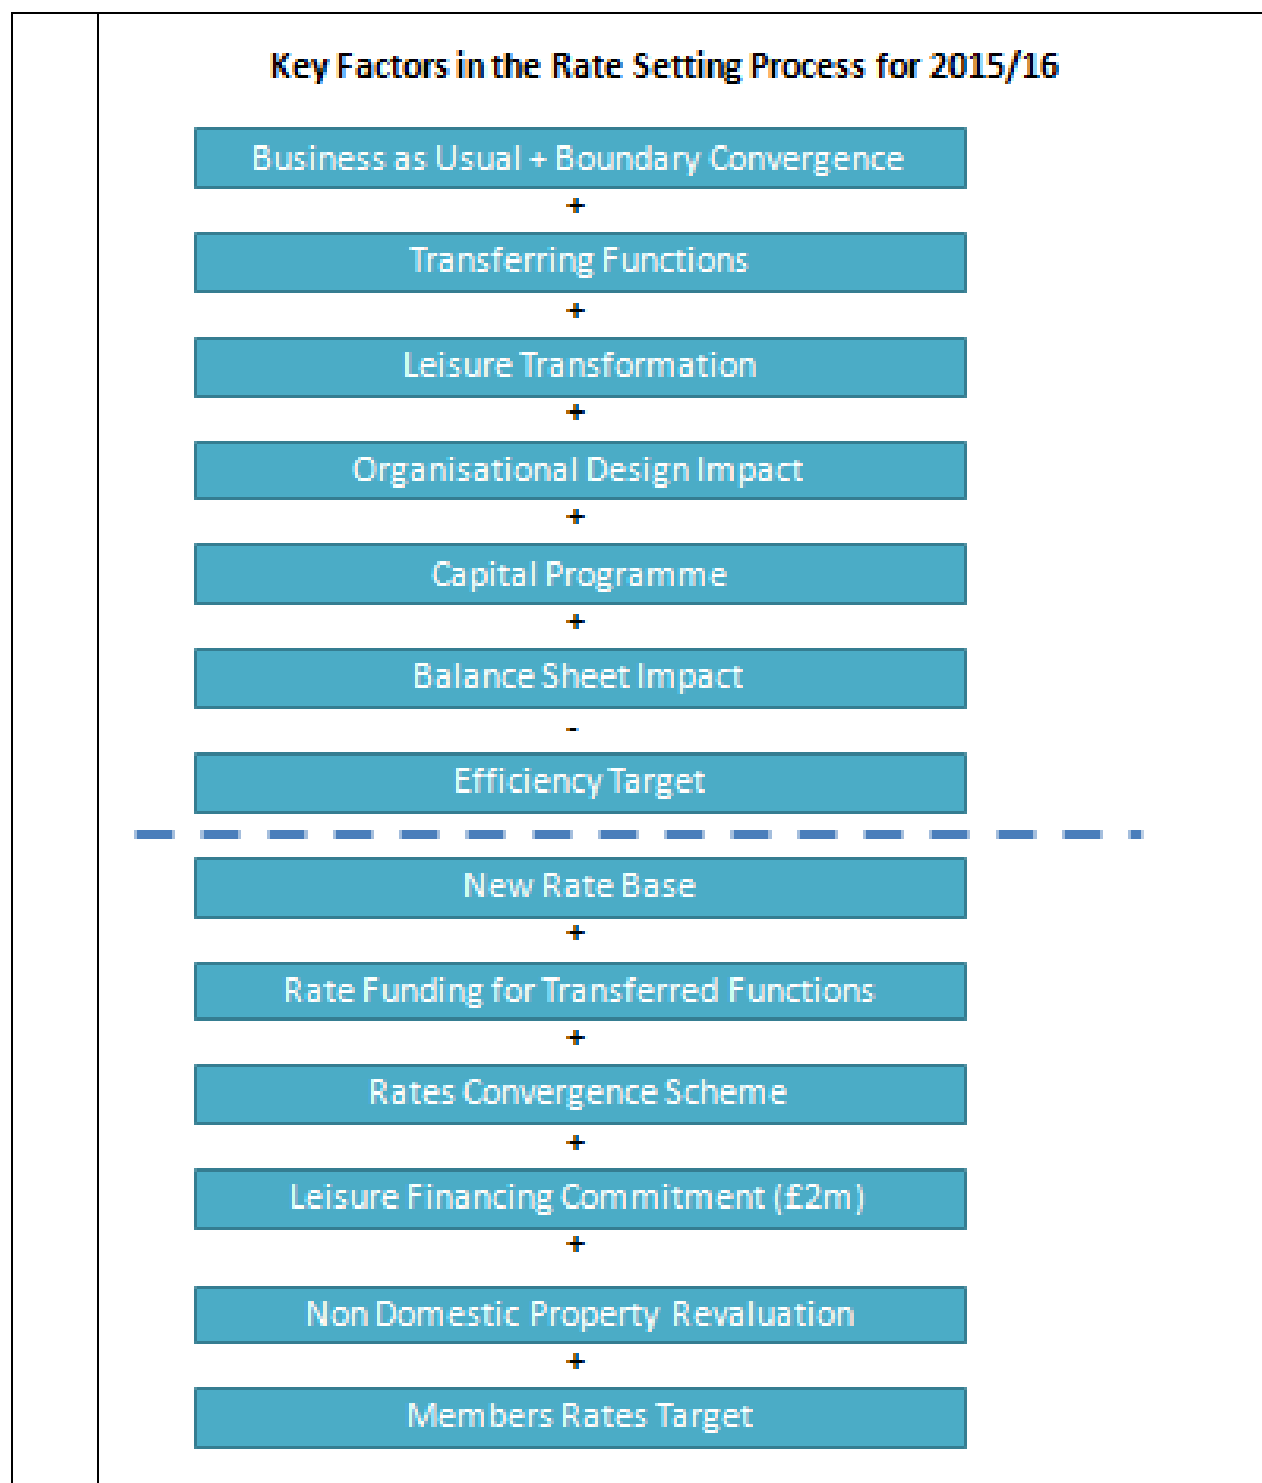 Key Factors in the Rate Setting Process for 2015/16
Business as Usual + Boundary Convergence
+
Transferring Functions
+
Leisure Transformation
+
Organisational Design Impact
+
Capital Programme
+
Balance Sheet Impact
-
Efficiency Target
New Rate Base
+
Rate Funding for Transferred Functions
+
Rates Convergence Scheme
+
Leisure Financing Commitment (£2m)
+
Non Domestic Property Revaluation
+
Members Rates Target